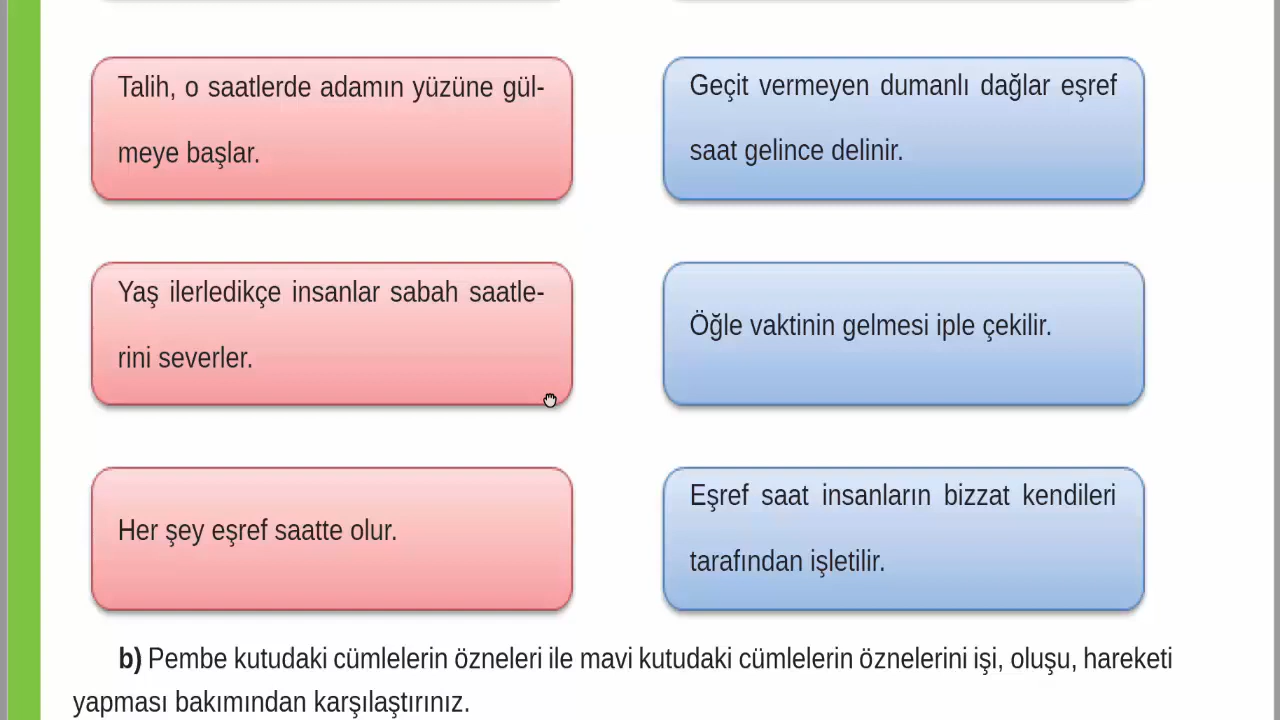 Talih, o saatlerde adamın yüzüne gül-
meye başlar.
Geçit vermeyen dumanlı dağlar eşref
saat gelince delinir.
Yaş ilerledikçe insanlar sabah saatle-
rini severler.
Öğle vaktinin gelmesi iple çekilir.
Her şey eşref saatte olur.
Eşref saat insanların bizzat kendileri
tarafından işletilir.
b) Pembe kutudaki cümlelerin özneleri ile mavi kutudaki cümlelerin öznelerini işi, oluşu, hareketi
yapması bakımından karşılaştırınız.